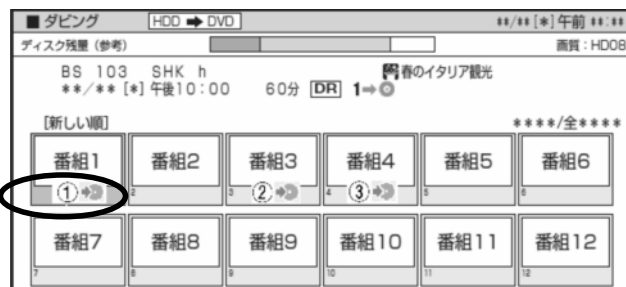 ■ ダビング HDD ➡ DVD **/** [*] 午前 **:**
ディスク残量（参考） 画質：HD08
BS 103 SHK h 春のイタリア観光
**/** [*] 午後10：00 60分 DR 1➡
[新しい順] ****/全****
番組1 番組2 番組3 番組4 番組5 番組6
① 2 3 ② 4 ③ 5 6
番組7 番組8 番組9 番組10 番組11 番組12
7 8 9 10 11 12